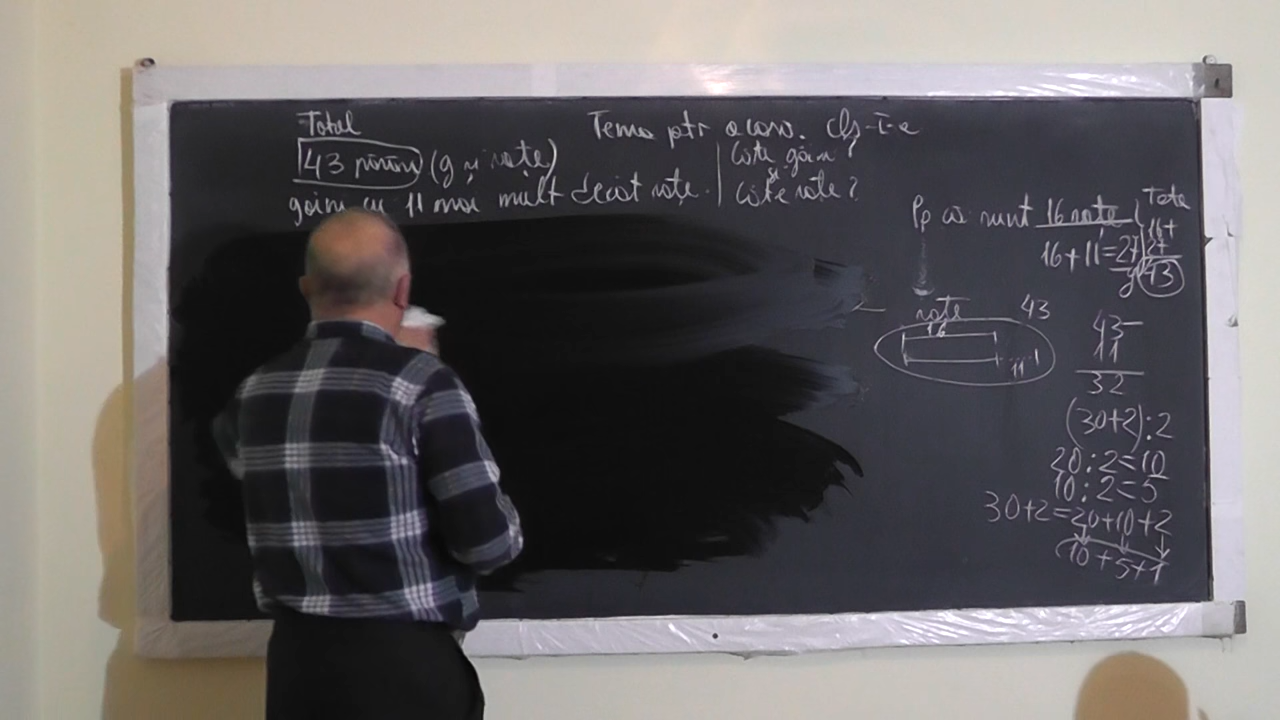 Total
Tema ptr acasă. cls-I-a
43 păsări (g și rațe)
găini cu 11 mai mult decât rațe.
Câte găini?
și
câte rațe?
Pp că sunt 16 rațe
16+11=27
g
Total
16+
27
43
rațe 43
16
11
43-
11
32
(30+2):2
20:2=10
10:2=5
30+2=20+10+2
10+5+1